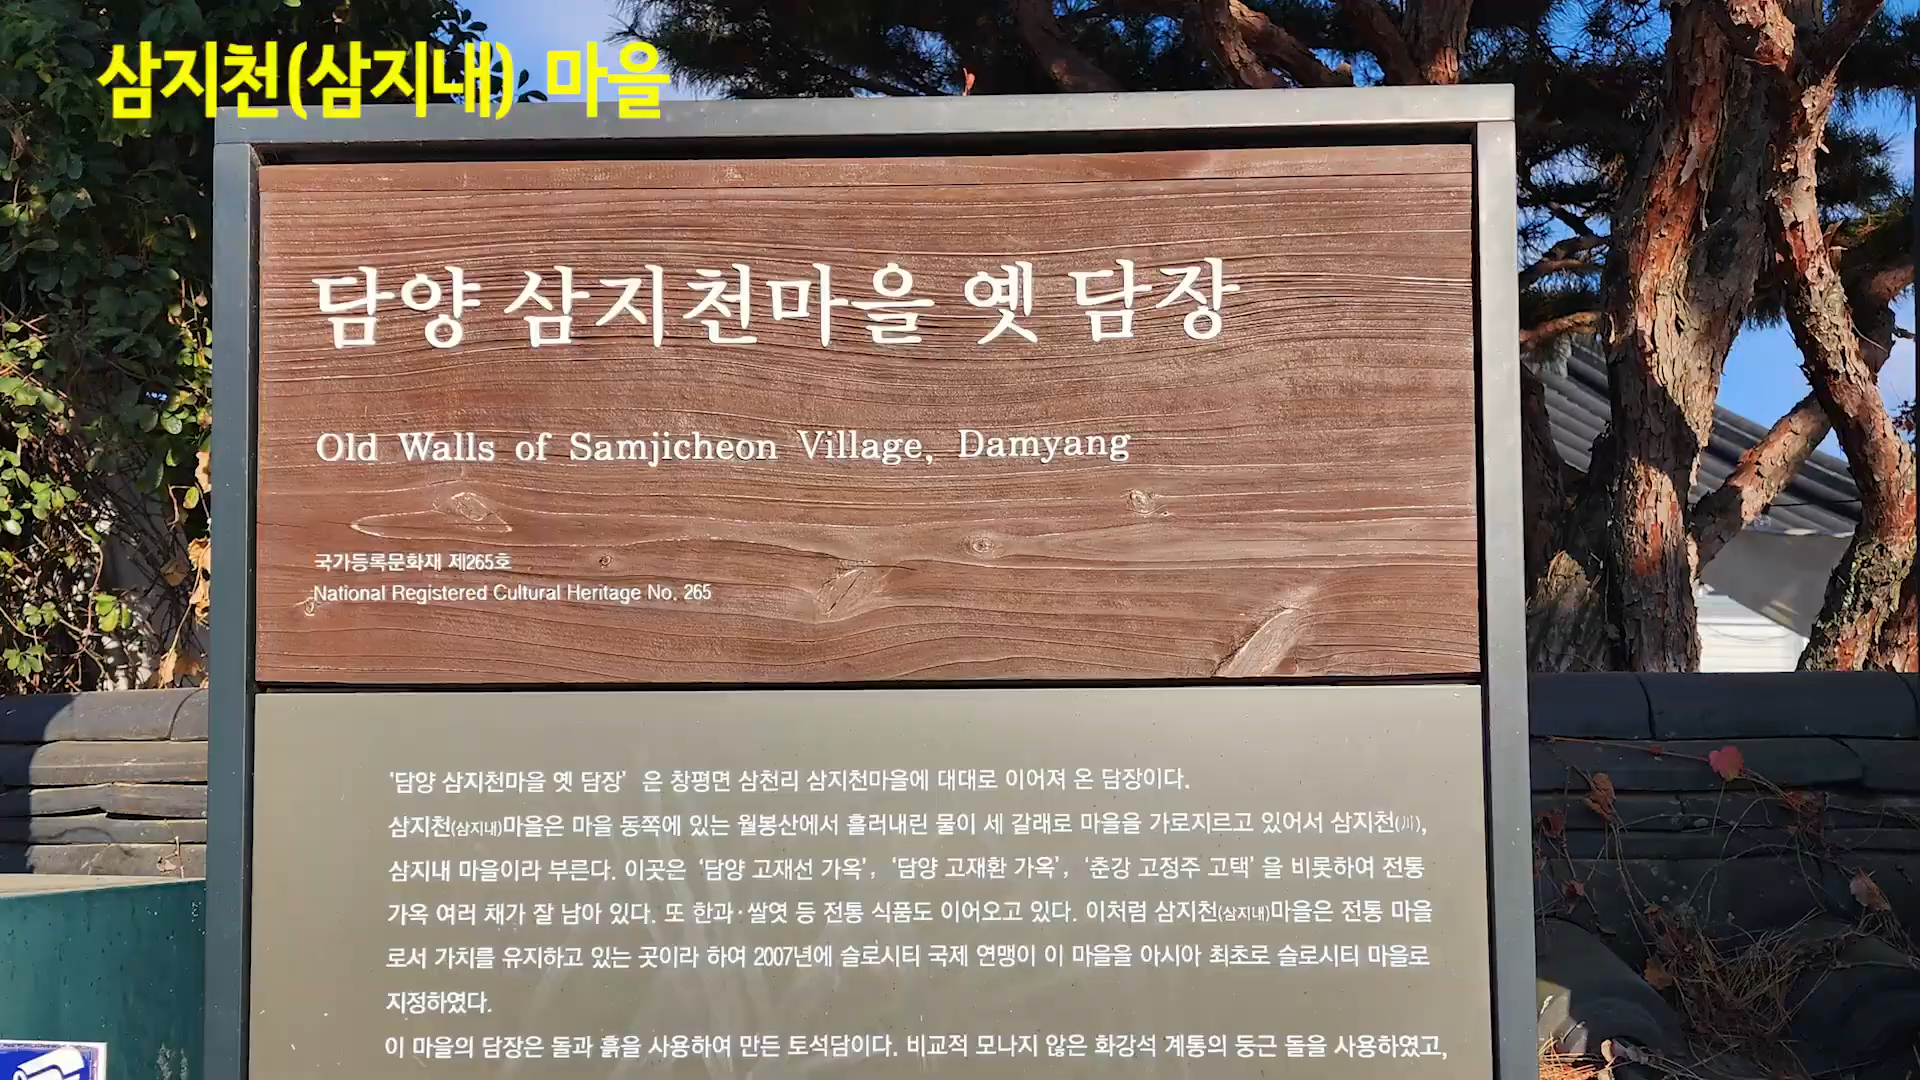 삼지천(삼지내) 마을
담양 삼지천마을 옛 담장
Old Walls of Samjicheon Village, Damyang
국가등록문화재 제265호
National Registered Cultural Heritage No. 265
‘담양 삼지천마을 옛 담장’ 은 창평면 삼천리 삼지천마을에 대대로 이어져 온 담장이다.
삼지천(삼지내)마을은 마을 동쪽에 있는 월봉산에서 흘러내린 물이 세 갈래로 마을을 가로지르고 있어서 삼지천(川),
삼지내 마을이라 부른다. 이곳은 ‘담양 고재선 가옥’, ‘담양 고재환 가옥’, ‘춘강 고정주 고택’ 을 비롯하여 전통
가옥 여러 채가 잘 남아 있다. 또 한과·쌀엿 등 전통 식품도 이어오고 있다. 이처럼 삼지천(삼지내)마을은 전통 마을
로서 가치를 유지하고 있는 곳이라 하여 2007년에 슬로시티 국제 연맹이 이 마을을 아시아 최초로 슬로시티 마을로
지정하였다.
이 마을의 담장은 돌과 흙을 사용하여 만든 토석담이다. 비교적 모나지 않은 화강석 계통의 둥근 돌을 사용하였고,